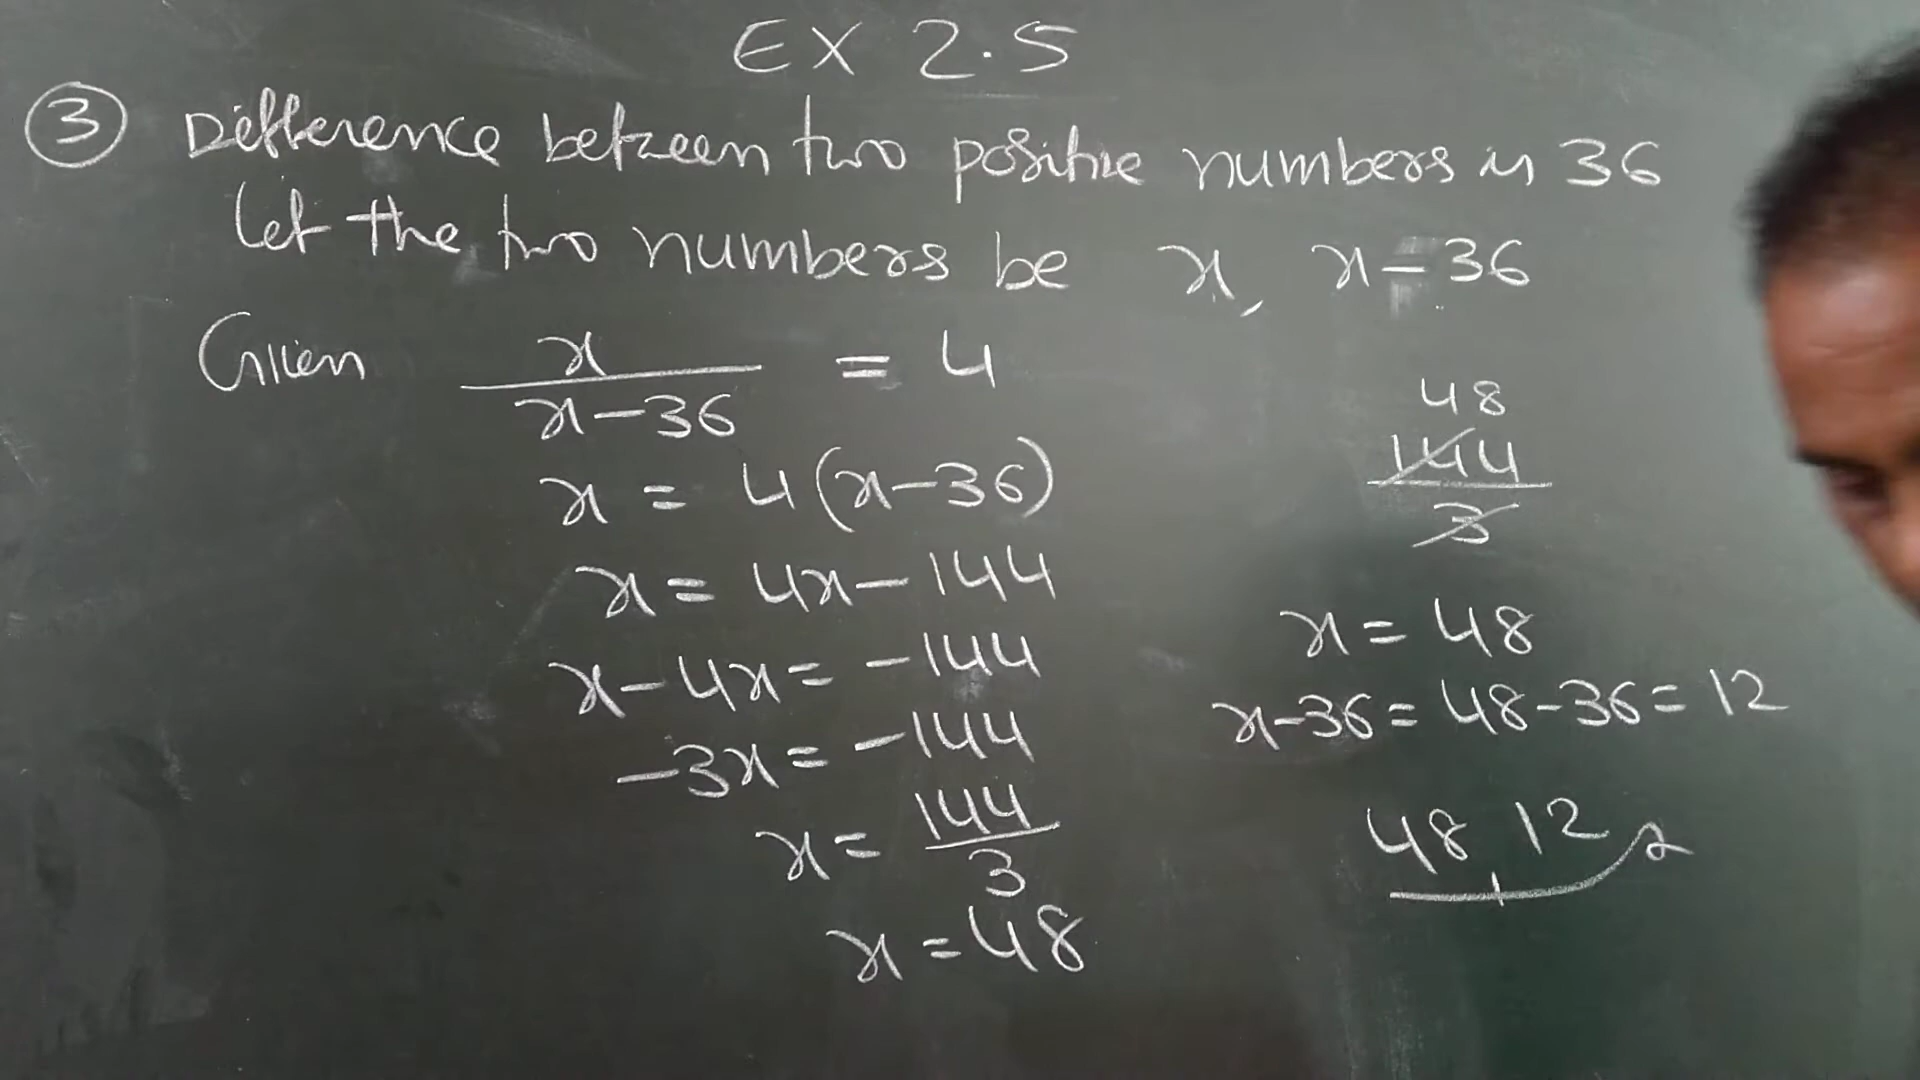 EX 2.5
③ Difference between two positive numbers is 36
Let the two numbers be x, x-36
Given x/(x-36) = 4
x = 4(x-36)
x = 4x-144
x-4x = -144
-3x = -144
x = 144/3
x = 48
48
144/3
x = 48
x-36 = 48-36 = 12
48, 12